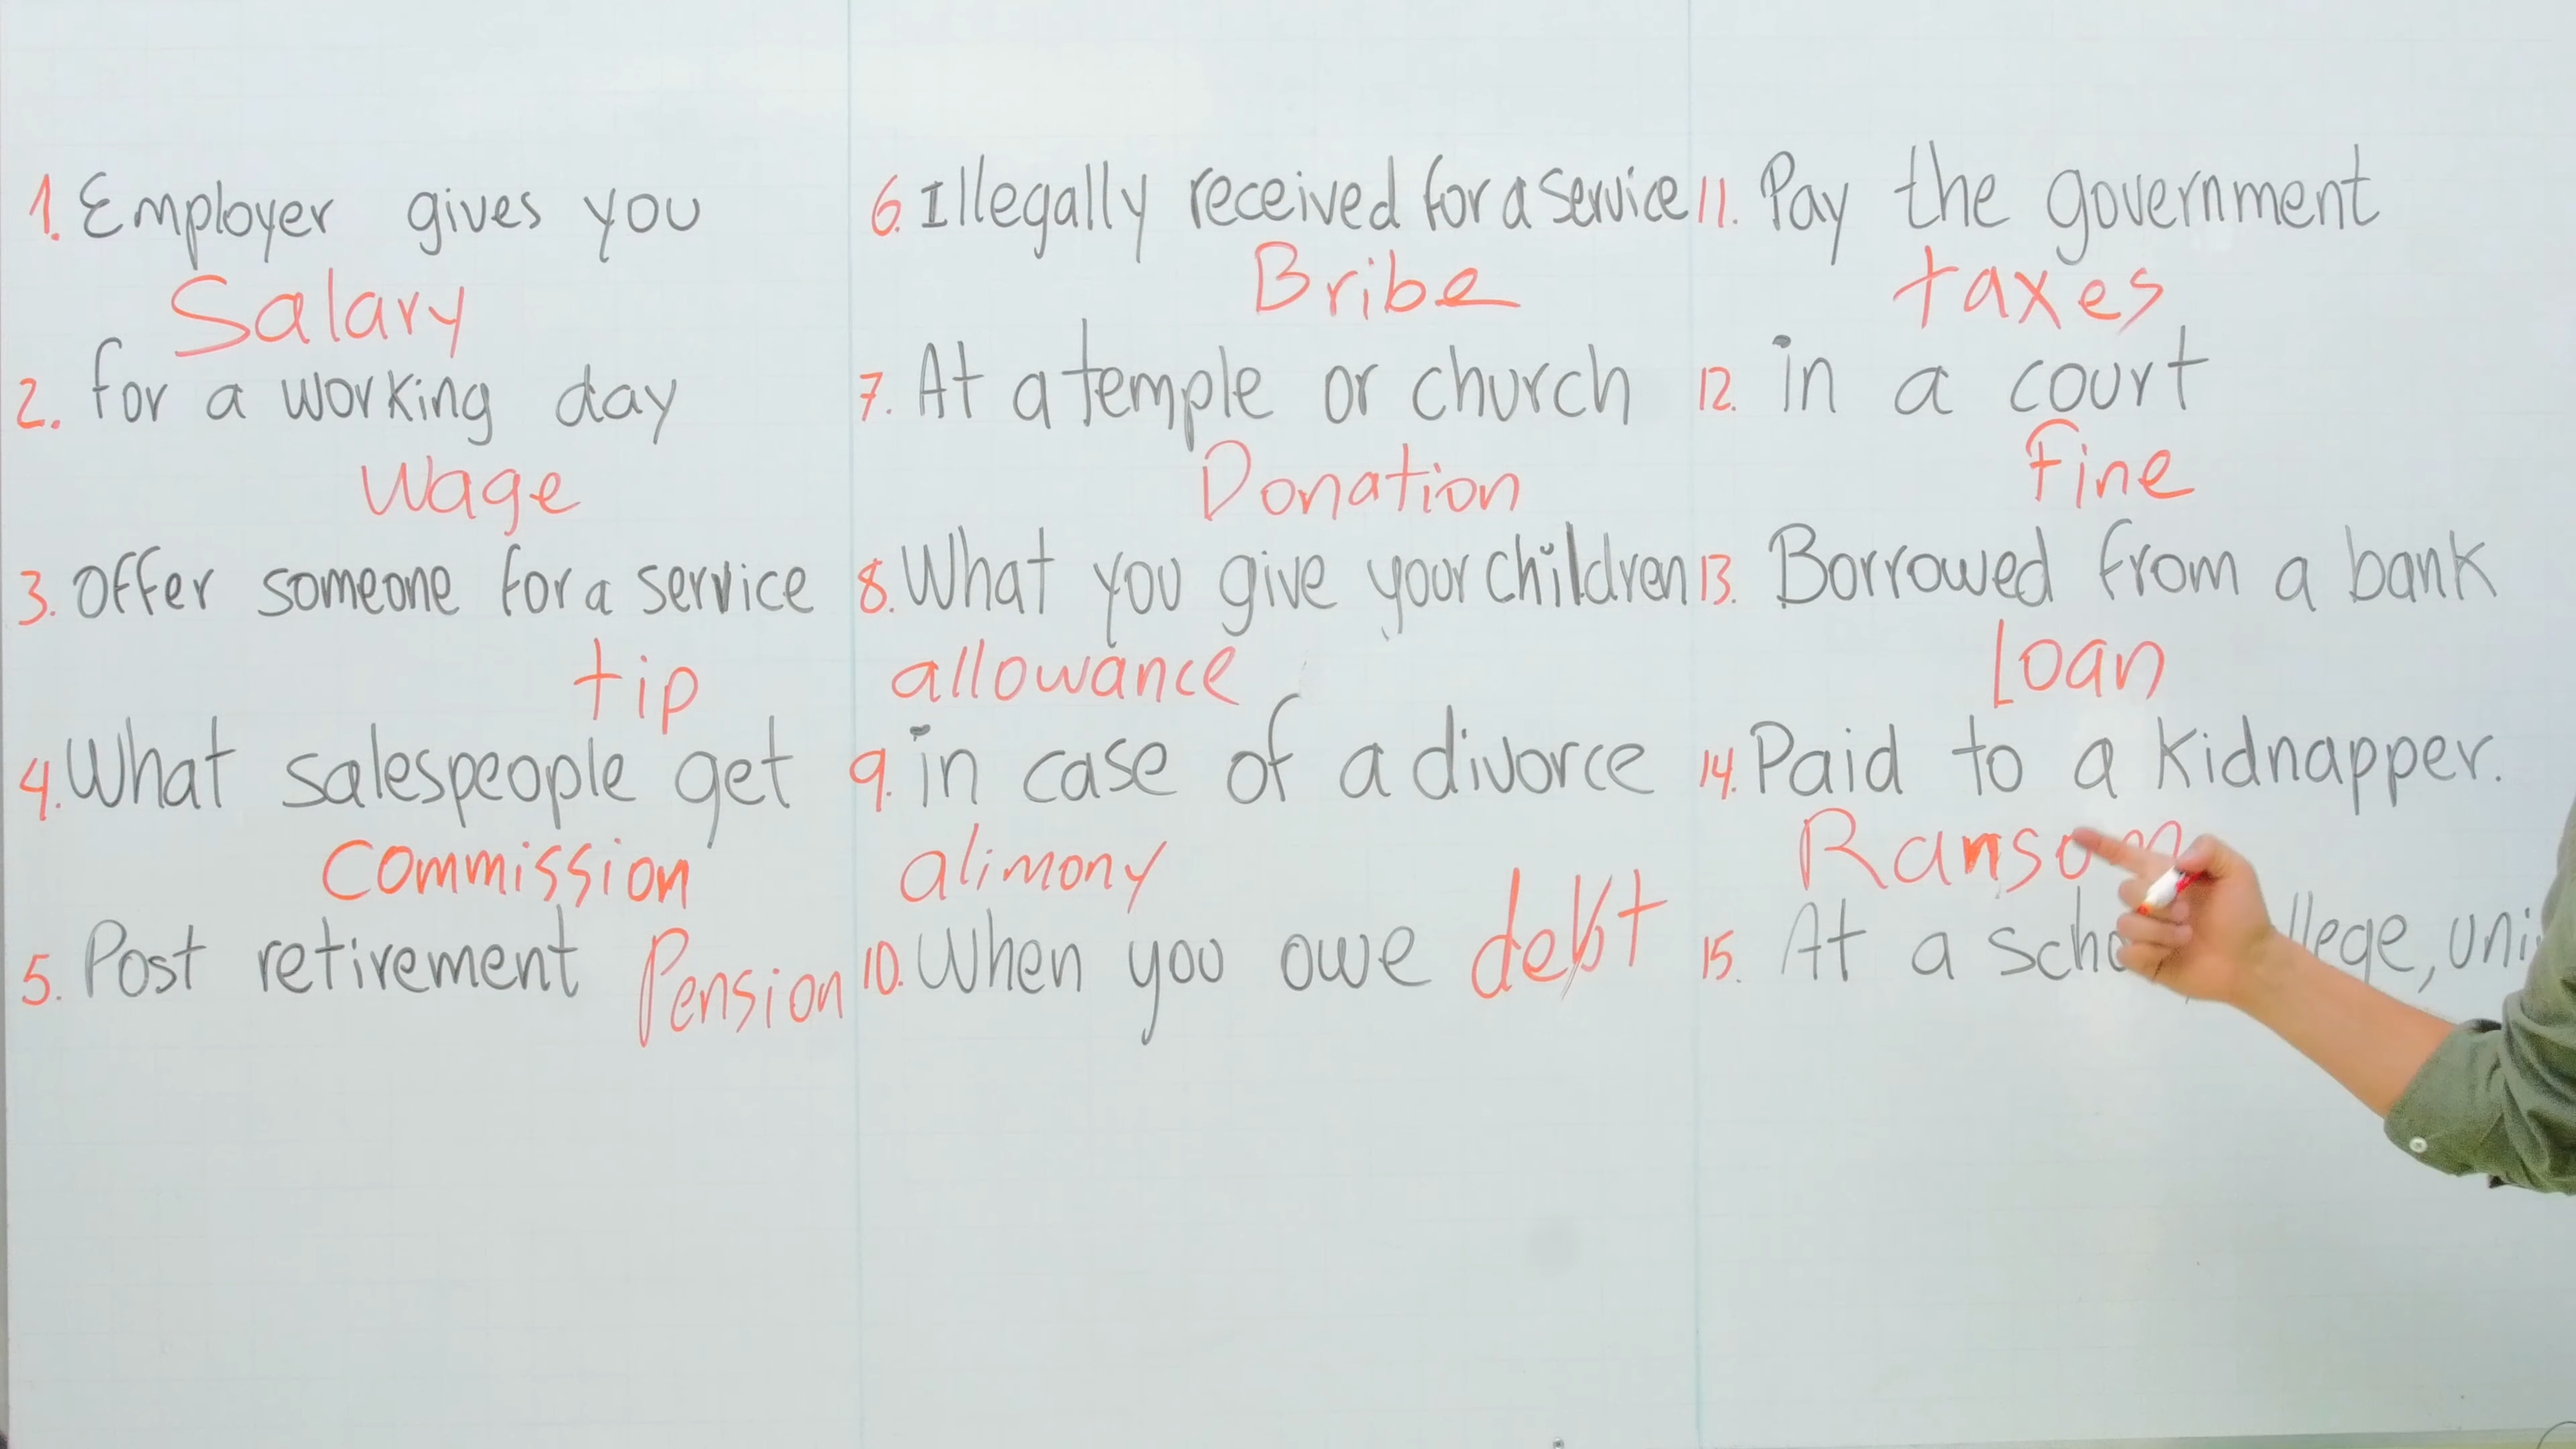 1. Employer gives you
Salary
2. for a working day
Wage
3. Offer someone for a service
tip
4. What salespeople get
Commission
5. Post retirement Pension
6. Illegally received for a service
Bribe
7. At a temple or church
Donation
8. What you give your children
allowance
9. in case of a divorce
alimony
10. When you owe debt
11. Pay the government
taxes
12. in a court
fine
13. Borrowed from a bank
Loan
14. Paid to a kidnapper.
Ransom
15. At a